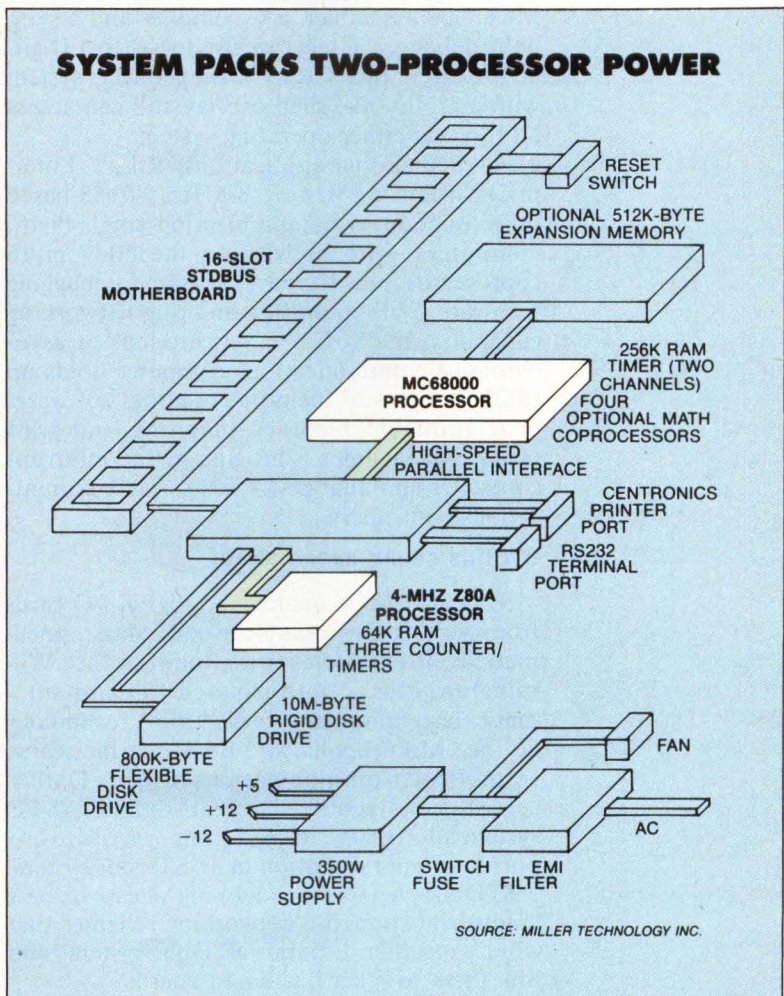 SYSTEM PACKS TWO-PROCESSOR POWER
RESET
SWITCH
OPTIONAL 512K-BYTE
EXPANSION MEMORY
16-SLOT
STDBUS
MOTHERBOARD
MC68000
PROCESSOR
256K RAM
TIMER (TWO
CHANNELS)
FOUR
OPTIONAL MATH
COPROCESSORS
HIGH-SPEED
PARALLEL INTERFACE
CENTRONICS
PRINTER
PORT
RS232
TERMINAL
PORT
4-MHZ Z80A
PROCESSOR
64K RAM
THREE COUNTER/
TIMERS
10M-BYTE
RIGID DISK
DRIVE
800K-BYTE
FLEXIBLE
DISK
DRIVE
FAN
+5
+12
−12
AC
350W
POWER
SUPPLY
SWITCH
FUSE
EMI
FILTER
SOURCE: MILLER TECHNOLOGY INC.